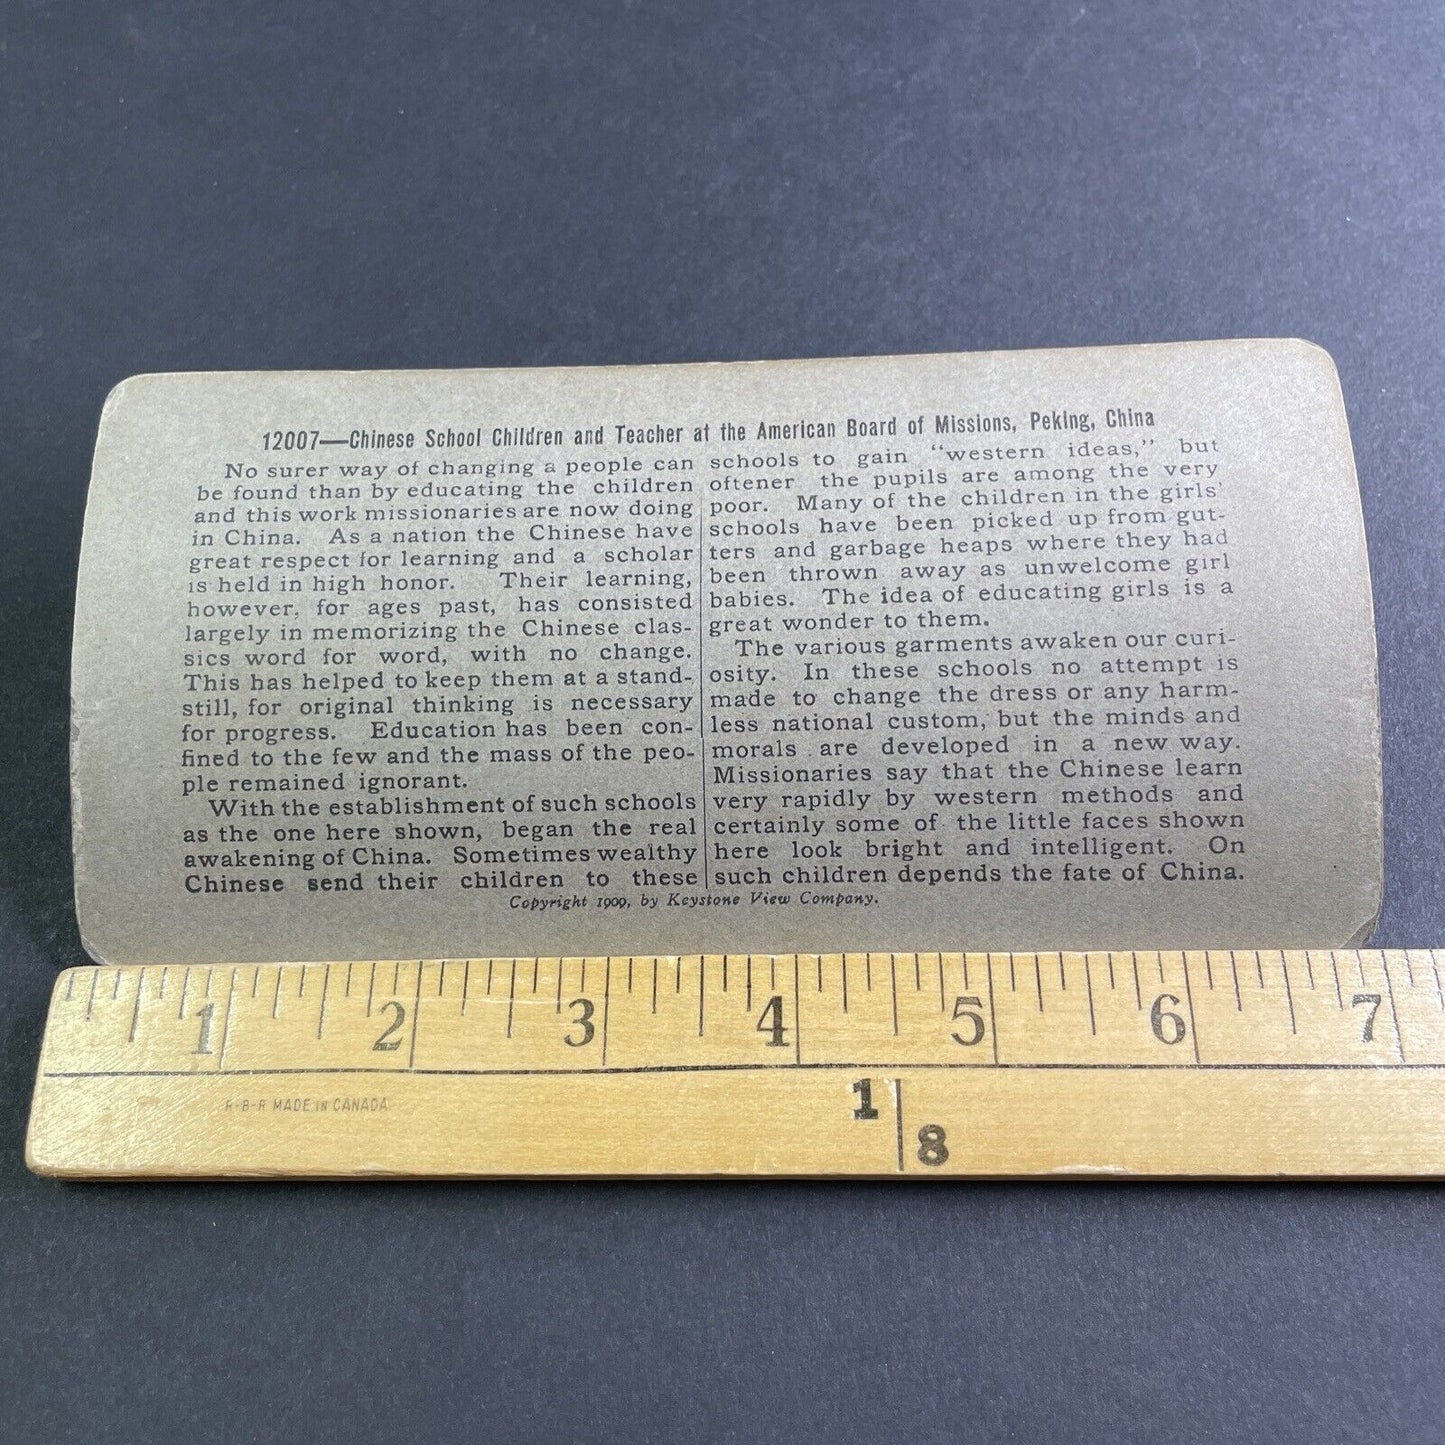 12007—Chinese School Children and Teacher at the American Board of Missions, Peking, China
No surer way of changing a people can
be found than by educating the children
and this work missionaries are now doing
in China. As a nation the Chinese have
great respect for learning and a scholar
is held in high honor. Their learning,
however, for ages past, has consisted
largely in memorizing the Chinese clas-
sics word for word, with no change.
This has helped to keep them at a stand-
still, for original thinking is necessary
for progress. Education has been con-
fined to the few and the mass of the peo-
ple remained ignorant.
With the establishment of such schools
as the one here shown, began the real
awakening of China. Sometimes wealthy
Chinese send their children to these
schools to gain "western ideas," but
oftener the pupils are among the very
poor. Many of the children in the girls'
schools have been picked up from gut-
ters and garbage heaps where they had
been thrown away as unwelcome girl
babies. The idea of educating girls is a
great wonder to them.
The various garments awaken our curi-
osity. In these schools no attempt is
made to change the dress or any harm-
less national custom, but the minds and
morals are developed in a new way.
Missionaries say that the Chinese learn
very rapidly by western methods and
certainly some of the little faces shown
here look bright and intelligent. On
such children depends the fate of China.
Copyright 1909, by Keystone View Company.
1 2 3 4 5 6 7
R-B-R MADE IN CANADA
1
8